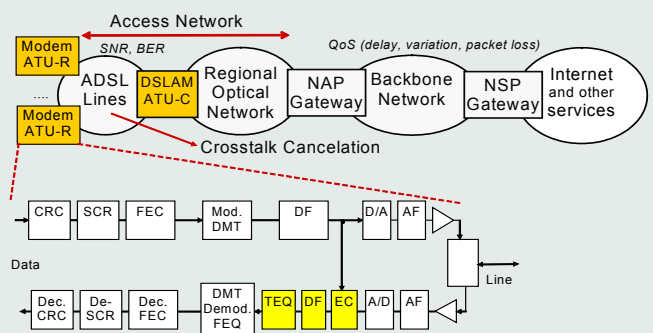 Access Network
Modem
ATU-R
SNR, BER
QoS (delay, variation, packet loss)
....
Modem
ATU-R
ADSL
Lines
DSLAM
ATU-C
Regional
Optical
Network
NAP
Gateway
Backbone
Network
NSP
Gateway
Internet
and other
services
Crosstalk Cancelation
CRC
SCR
FEC
Mod.
DMT
DF
D/A
AF
Data
Line
Dec.
CRC
De-
SCR
Dec.
FEC
DMT
Demod.
FEQ
TEQ
DF
EC
A/D
AF